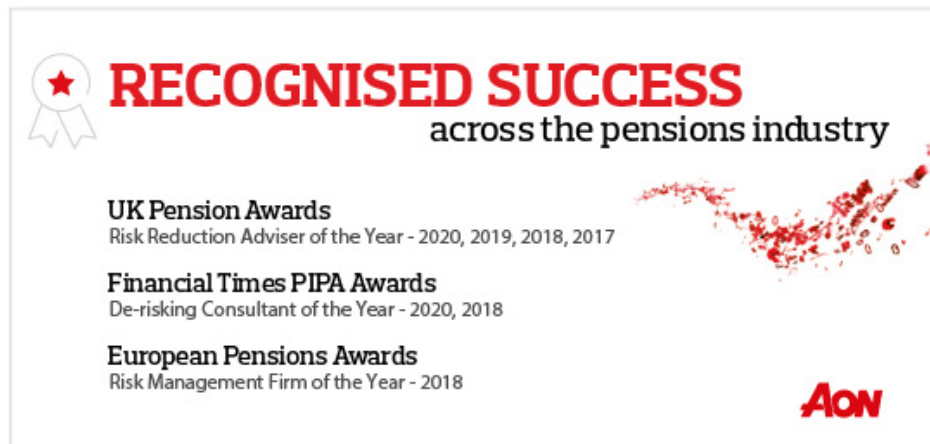 RECOGNISED SUCCESS
across the pensions industry
UK Pension Awards
Risk Reduction Adviser of the Year - 2020, 2019, 2018, 2017
Financial Times PIPA Awards
De-risking Consultant of the Year - 2020, 2018
European Pensions Awards
Risk Management Firm of the Year - 2018
AON